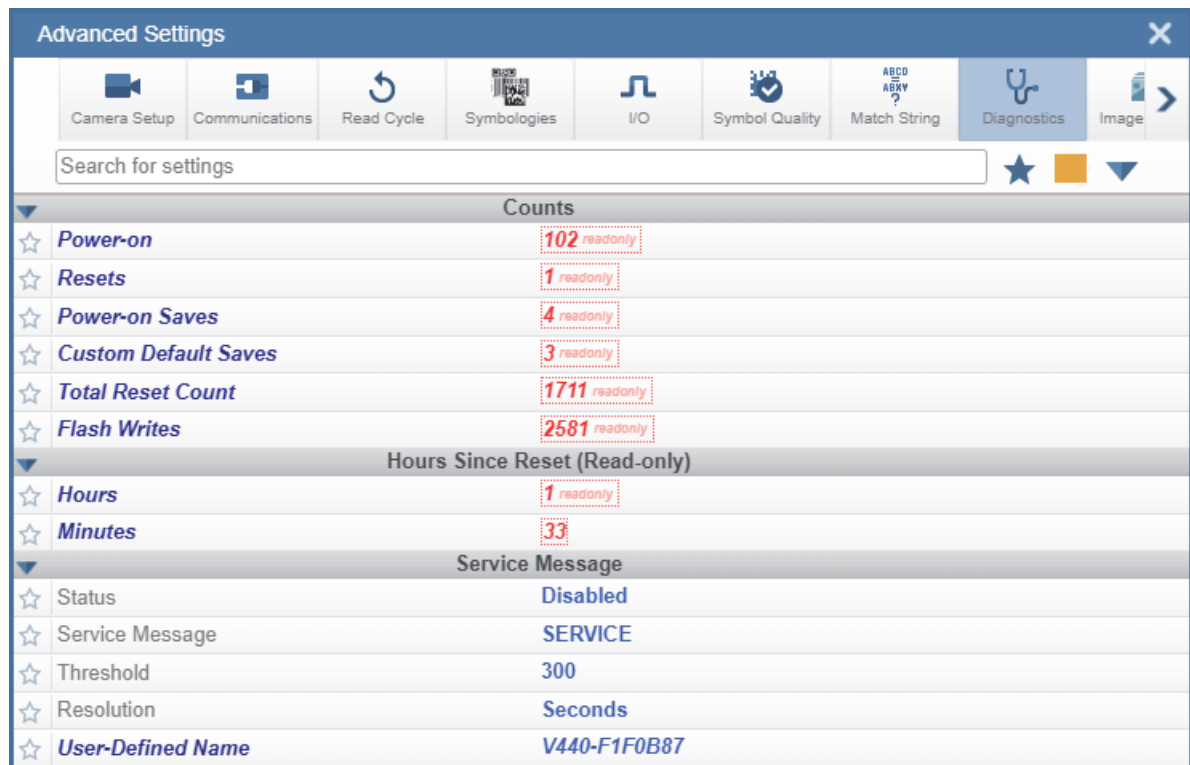 Advanced Settings
Camera Setup Communications Read Cycle Symbologies I/O Symbol Quality ABCD ABXY ? Match String Diagnostics Image
Search for settings
Counts
Power-on 102 readonly
Resets 1 readonly
Power-on Saves 4 readonly
Custom Default Saves 3 readonly
Total Reset Count 1711 readonly
Flash Writes 2581 readonly
Hours Since Reset (Read-only)
Hours 1 readonly
Minutes 33
Service Message
Status Disabled
Service Message SERVICE
Threshold 300
Resolution Seconds
User-Defined Name V440-F1F0B87